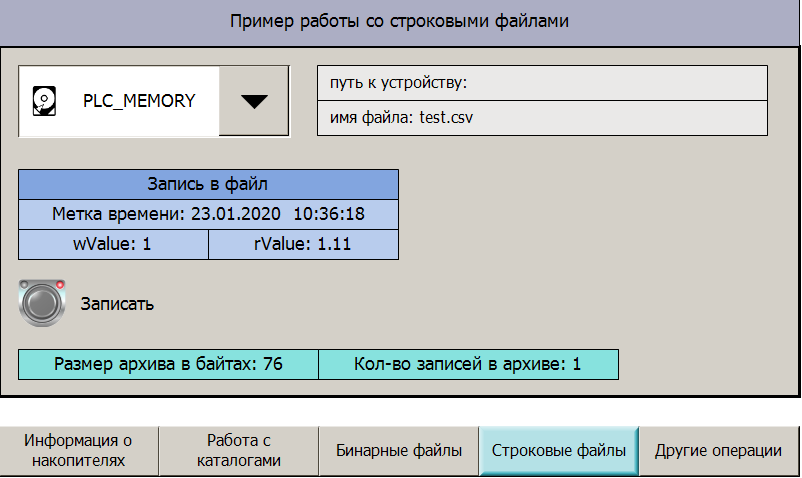 Пример работы со строковыми файлами
PLC_MEMORY
путь к устройству:
имя файла: test.csv
Запись в файл
Метка времени: 23.01.2020 10:36:18
wValue: 1
rValue: 1.11
Записать
Размер архива в байтах: 76
Кол-во записей в архиве: 1
Информация о
накопителях
Работа с
каталогами
Бинарные файлы
Строковые файлы
Другие операции